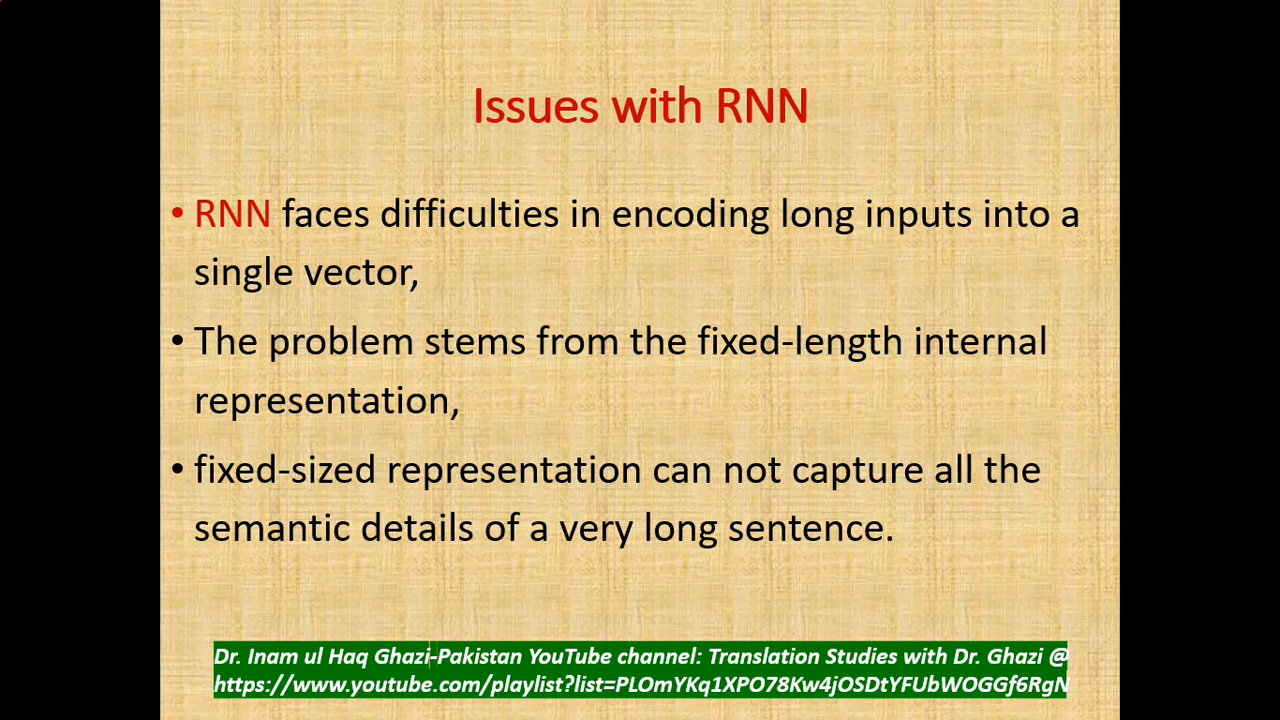 Issues with RNN
• RNN faces difficulties in encoding long inputs into a
single vector,
• The problem stems from the fixed-length internal
representation,
• fixed-sized representation can not capture all the
semantic details of a very long sentence.
Dr. Inam ul Haq Ghazi-Pakistan YouTube channel: Translation Studies with Dr. Ghazi @
https://www.youtube.com/playlist?list=PLOmYKq1XPO78Kw4jOSDtYFUbWOGGf6RgN